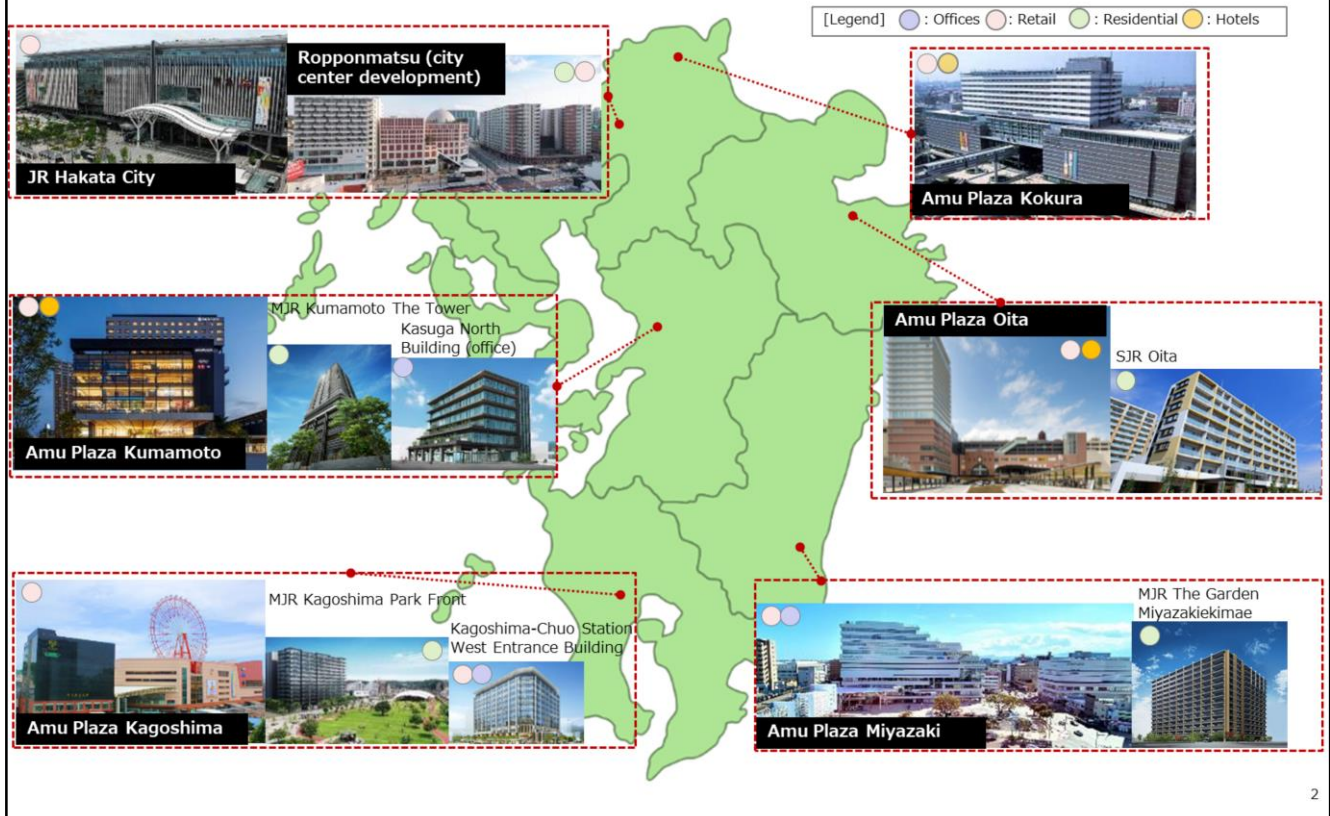 [Legend] : Offices : Retail : Residential : Hotels
Ropponmatsu (city
center development)
JR Hakata City
Amu Plaza Kokura
MJR Kumamoto The Tower
Kasuga North
Building (office)
Amu Plaza Kumamoto
Amu Plaza Oita
SJR Oita
MJR Kagoshima Park Front
Kagoshima-Chuo Station
West Entrance Building
Amu Plaza Kagoshima
MJR The Garden
Miyazakiekimae
Amu Plaza Miyazaki
2